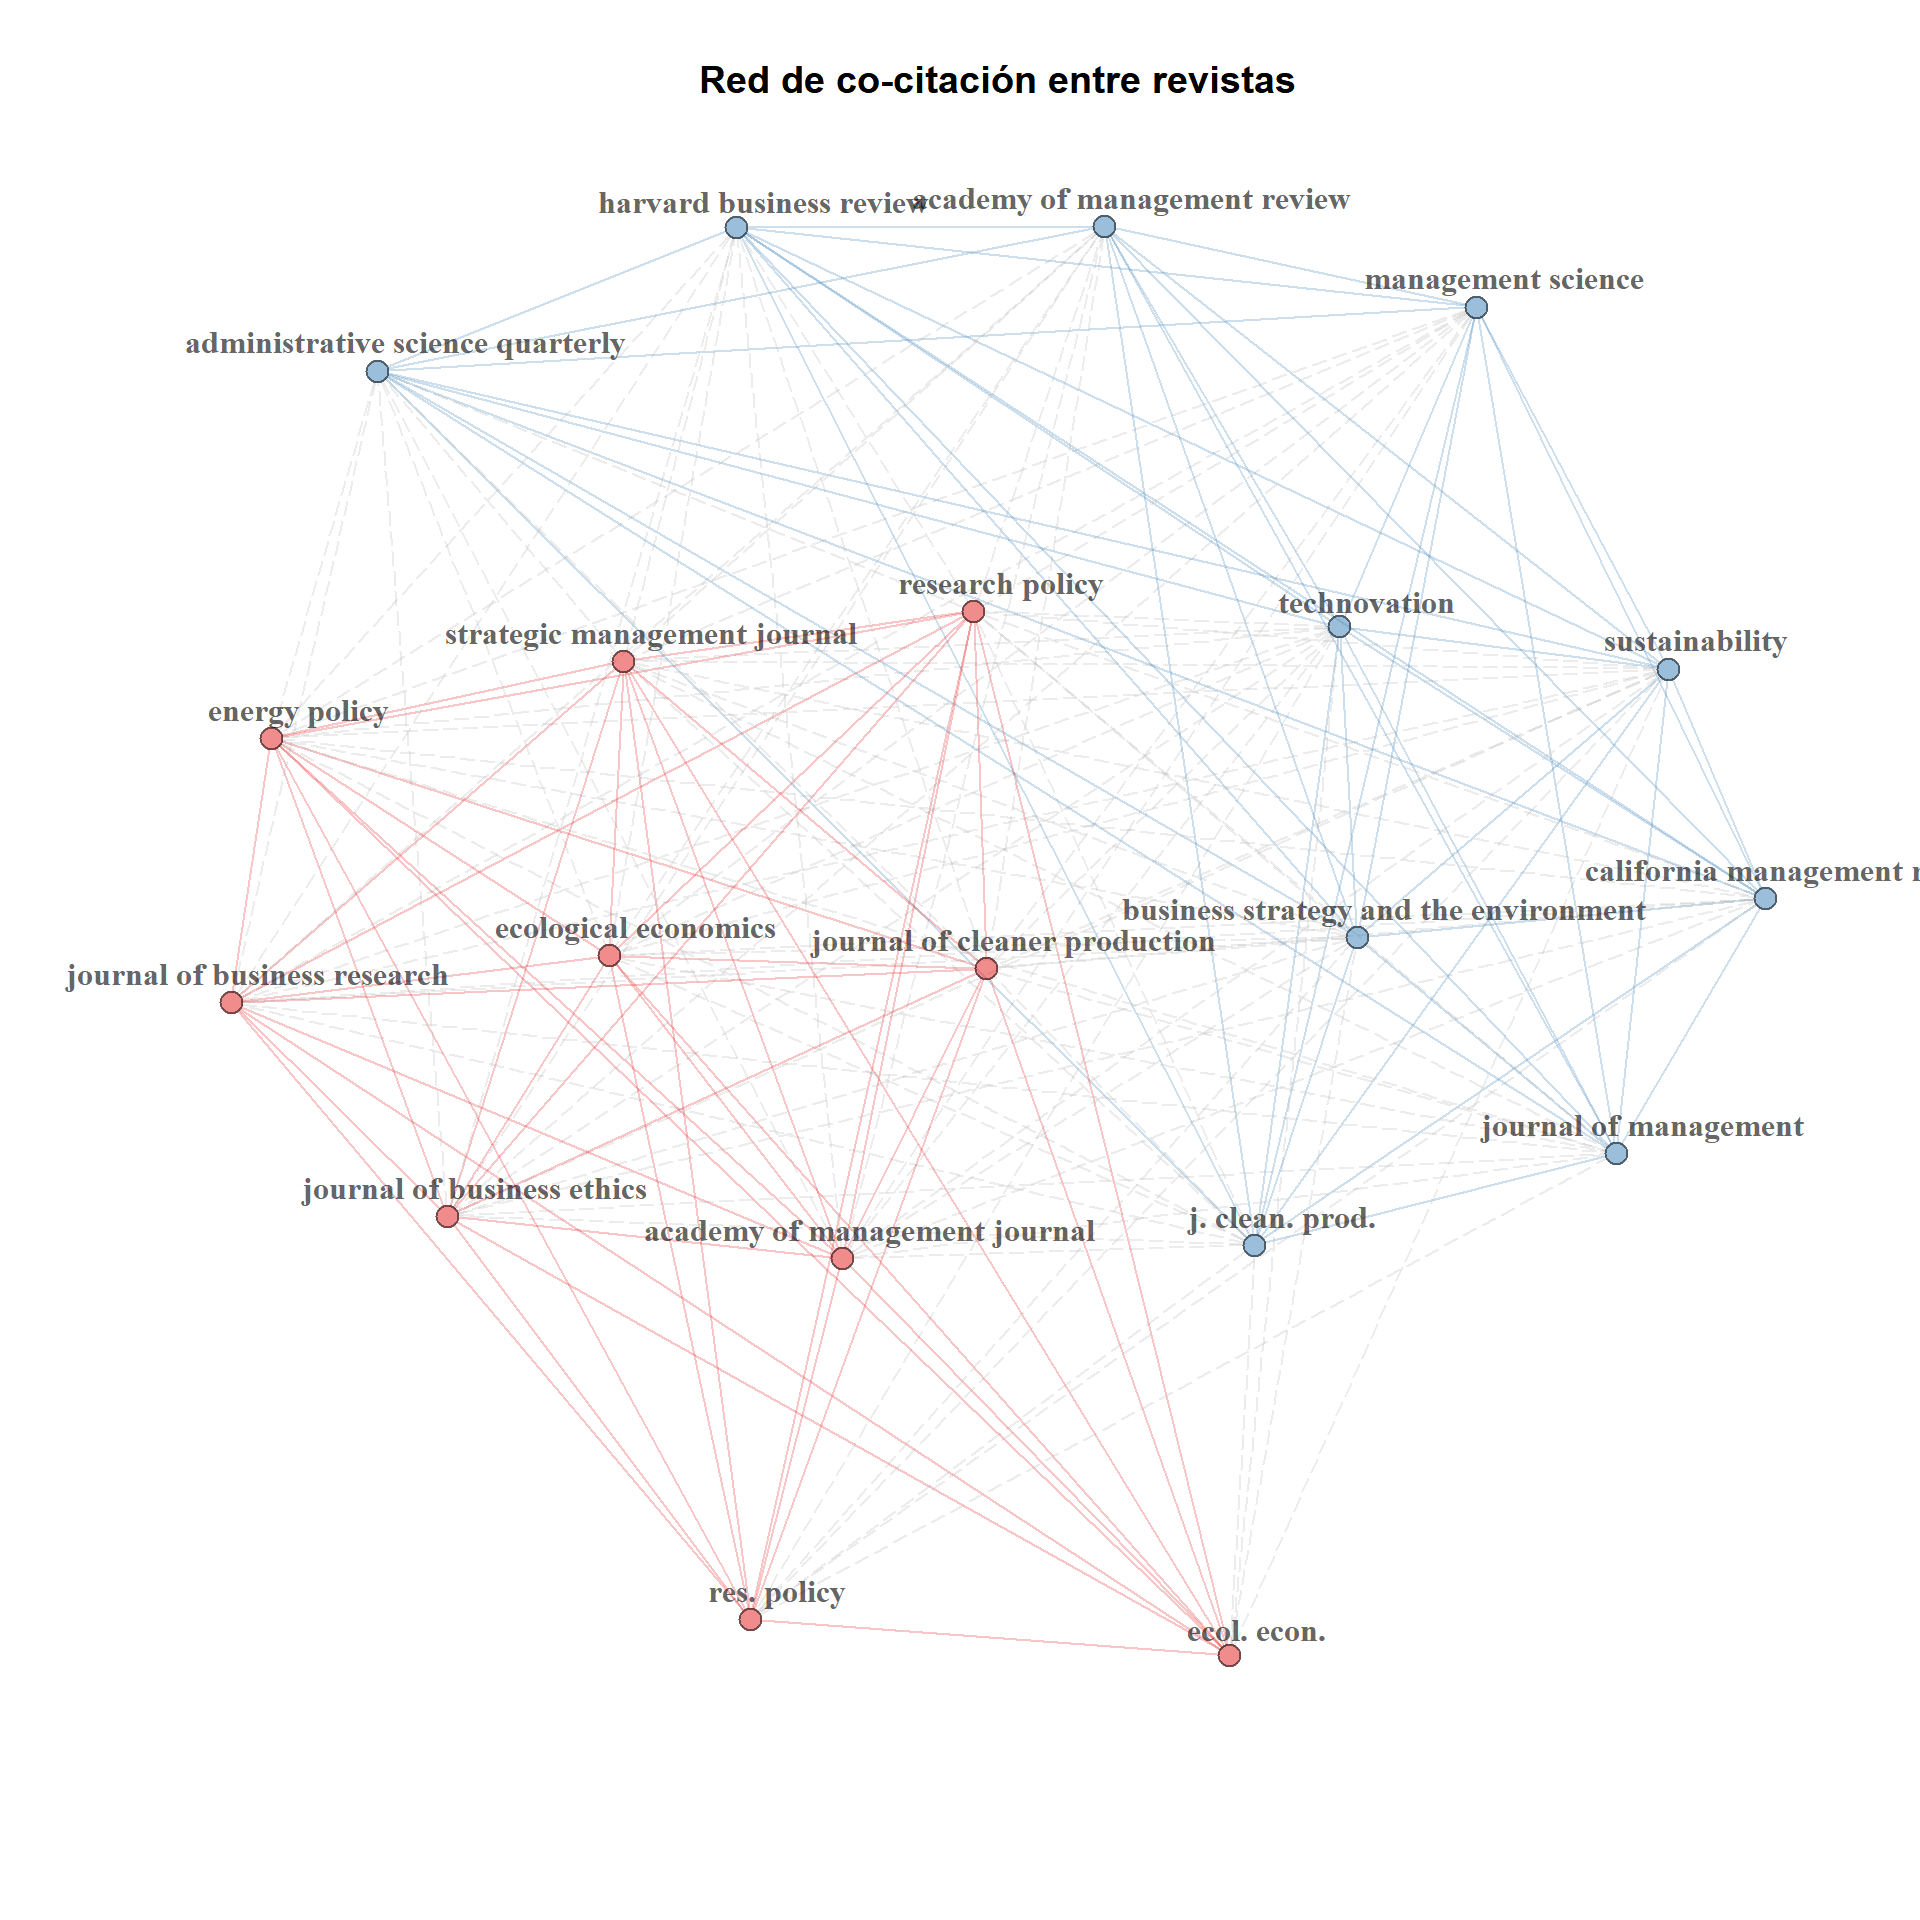 Red de co-citación entre revistas
harvard business review
academy of management review
management science
administrative science quarterly
research policy
technovation
strategic management journal
sustainability
energy policy
california management r
business strategy and the environment
ecological economics
journal of cleaner production
journal of business research
journal of management
journal of business ethics
j. clean. prod.
academy of management journal
res. policy
ecol. econ.